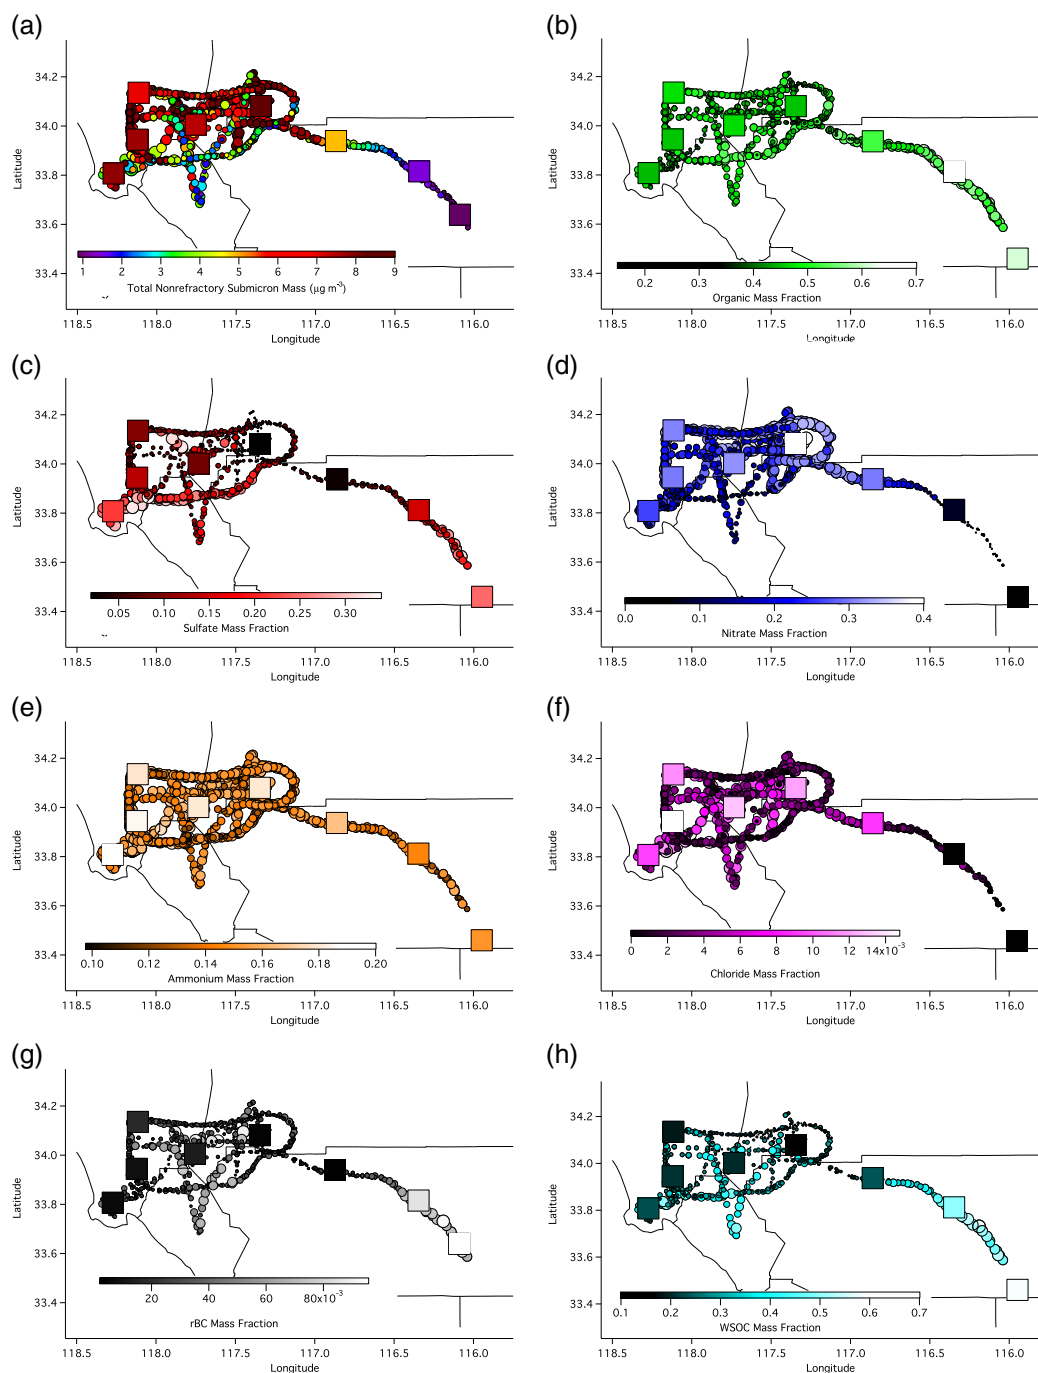 (a)
34.2
34.0
33.8
33.6
33.4
Latitude
1 2 3 4 5 6 7 8 9
Total Nonrefractory Submicron Mass (µg m-3)
118.5 118.0 117.5 117.0 116.5 116.0
Longitude
(b)
34.2
34.0
33.8
33.6
33.4
Latitude
0.2 0.3 0.4 0.5 0.6 0.7
Organic Mass Fraction
118.5 118.0 117.5 117.0 116.5 116.0
Longitude
(c)
34.2
34.0
33.8
33.6
33.4
Latitude
0.05 0.10 0.15 0.20 0.25 0.30
Sulfate Mass Fraction
118.5 118.0 117.5 117.0 116.5 116.0
Longitude
(d)
34.2
34.0
33.8
33.6
33.4
Latitude
0.0 0.1 0.2 0.3 0.4
Nitrate Mass Fraction
118.5 118.0 117.5 117.0 116.5 116.0
Longitude
(e)
34.2
34.0
33.8
33.6
33.4
Latitude
0.10 0.12 0.14 0.16 0.18 0.20
Ammonium Mass Fraction
118.5 118.0 117.5 117.0 116.5 116.0
Longitude
(f)
34.2
34.0
33.8
33.6
33.4
Latitude
0 2 4 6 8 10 12 14x10-3
Chloride Mass Fraction
118.5 118.0 117.5 117.0 116.5 116.0
Longitude
(g)
34.2
34.0
33.8
33.6
33.4
Latitude
20 40 60 80x10-3
rBC Mass Fraction
118.5 118.0 117.5 117.0 116.5 116.0
Longitude
(h)
34.2
34.0
33.8
33.6
33.4
Latitude
0.1 0.2 0.3 0.4 0.5 0.6 0.7
WSOC Mass Fraction
118.5 118.0 117.5 117.0 116.5 116.0
Longitude